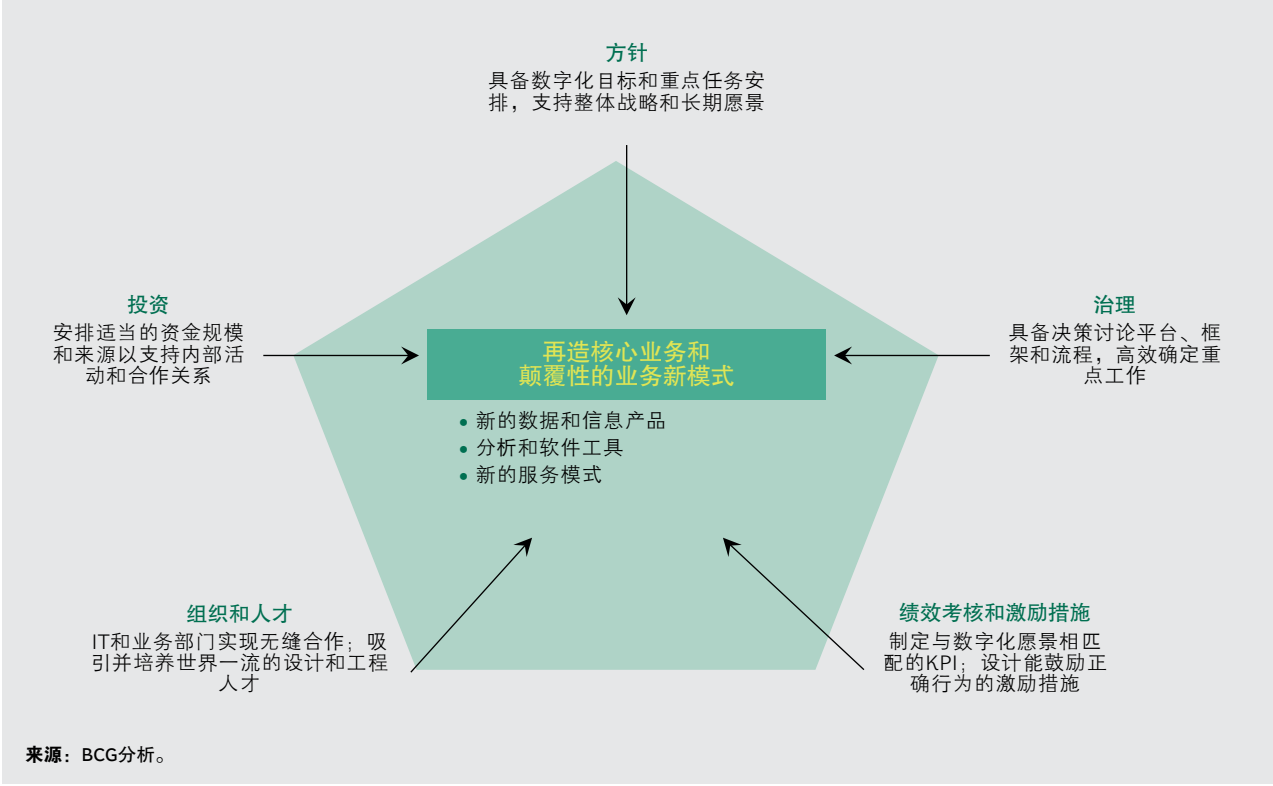 方针
具备数字化目标和重点任务安
排，支持整体战略和长期愿景
投资
安排适当的资金规模
和来源以支持内部活
动和合作关系
治理
具备决策讨论平台、框
架和流程，高效确定重
点工作
再造核心业务和
颠覆性的业务新模式
• 新的数据和信息产品
• 分析和软件工具
• 新的服务模式
组织和人才
IT和业务部门实现无缝合作；吸
引并培养世界一流的设计和工程
人才
绩效考核和激励措施
制定与数字化愿景相匹
配的KPI；设计能鼓励正
确行为的激励措施
来源：BCG分析。